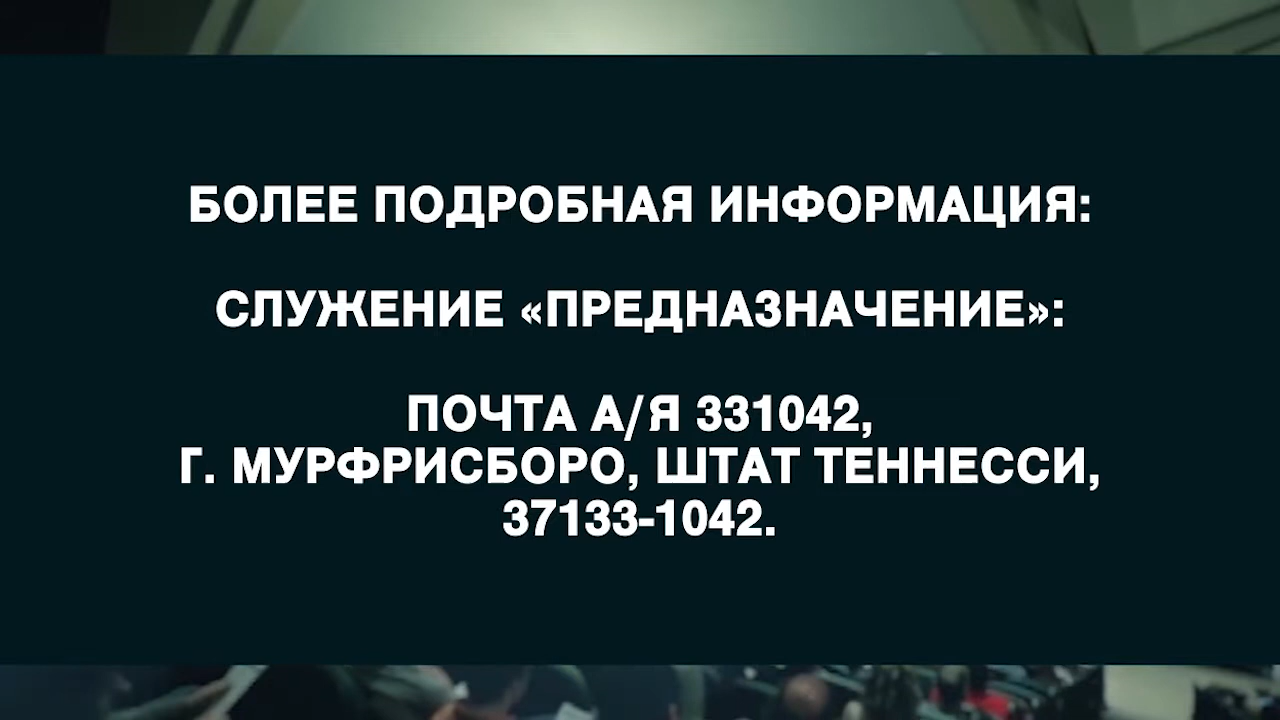 БОЛЕЕ ПОДРОБНАЯ ИНФОРМАЦИЯ:
СЛУЖЕНИЕ «ПРЕДНАЗНАЧЕНИЕ»:
ПОЧТА А/Я 331042,
Г. МУРФРИСБОРО, ШТАТ ТЕННЕССИ,
37133-1042.